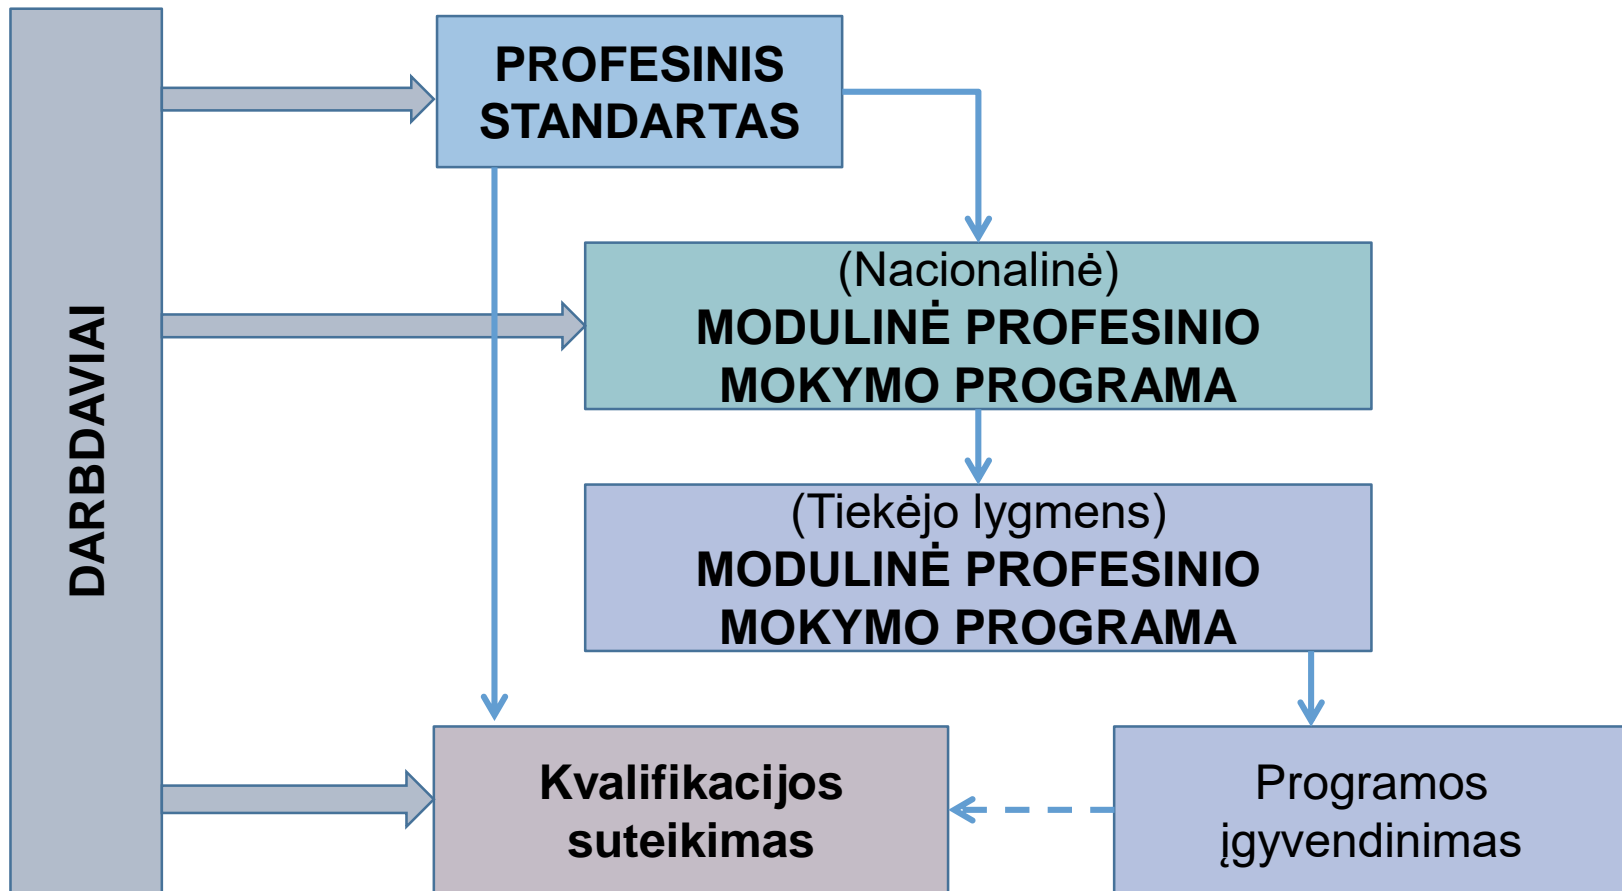 DARBDAVIAI
PROFESINIS
STANDARTAS
(Nacionalinė)
MODULINĖ PROFESINIO
MOKYMO PROGRAMA
(Tiekėjo lygmens)
MODULINĖ PROFESINIO
MOKYMO PROGRAMA
Kvalifikacijos
suteikimas
Programos
įgyvendinimas